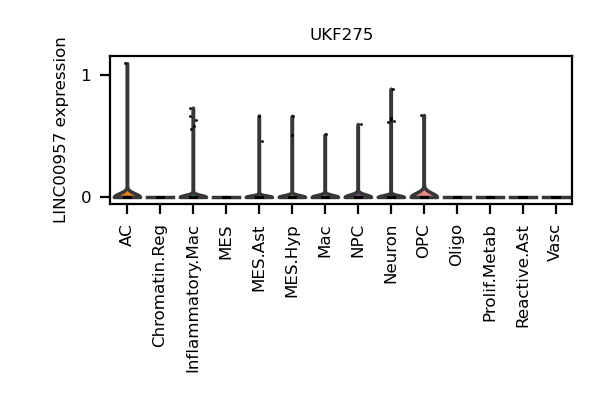 UKF275
LINC00957 expression
1
0
AC
Chromatin.Reg
Inflammatory.Mac
MES
MES.Ast
MES.Hyp
Mac
NPC
Neuron
OPC
Oligo
Prolif.Metab
Reactive.Ast
Vasc